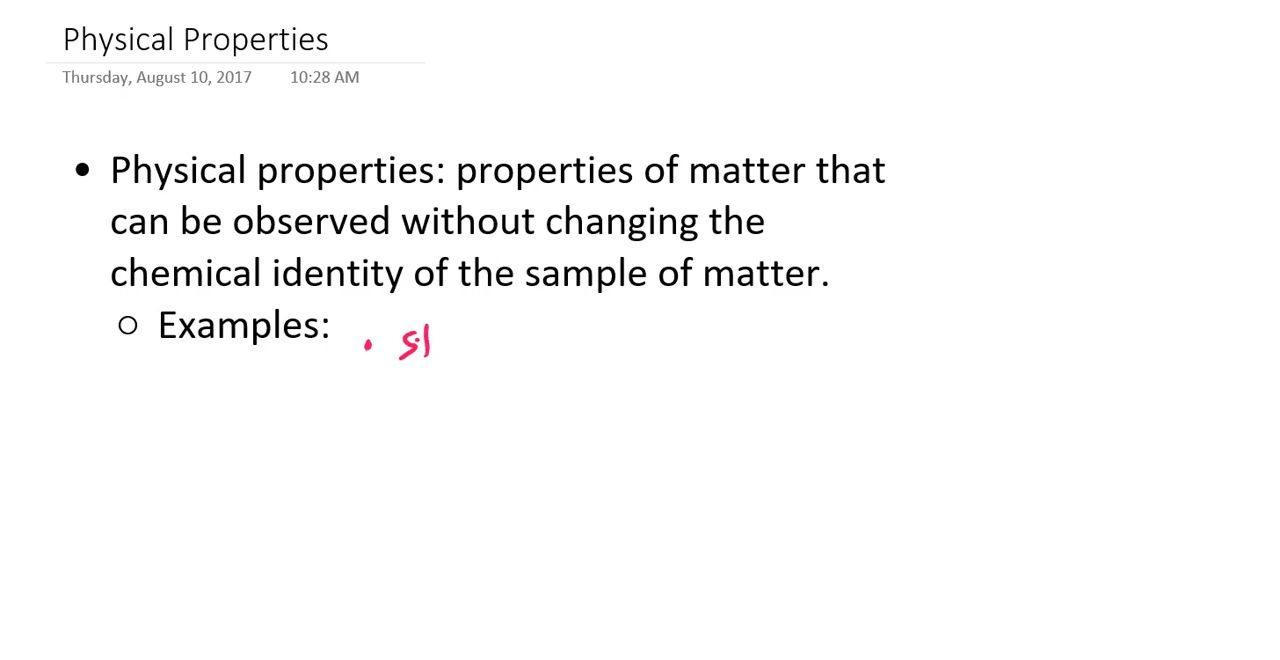 Physical Properties
Thursday, August 10, 2017 10:28 AM
• Physical properties: properties of matter that
can be observed without changing the
chemical identity of the sample of matter.
○ Examples: